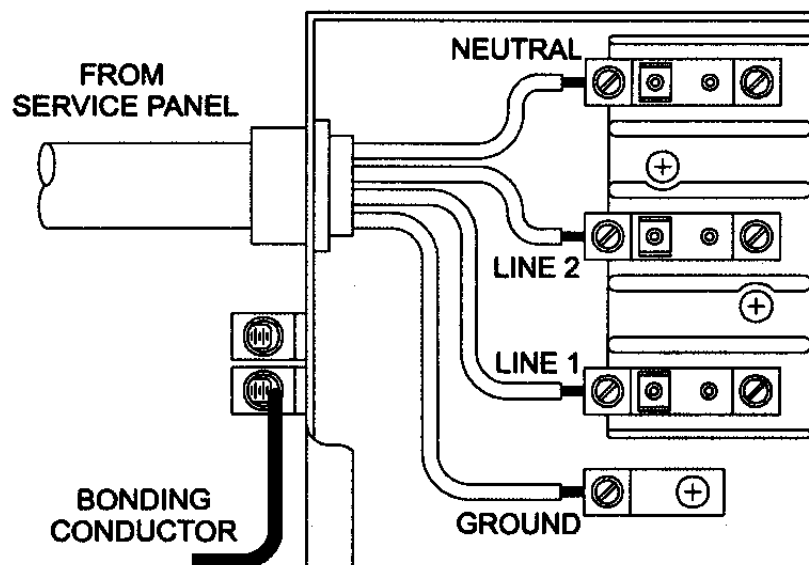 NEUTRAL
FROM
SERVICE PANEL
LINE 2
LINE 1
BONDING
CONDUCTOR
GROUND